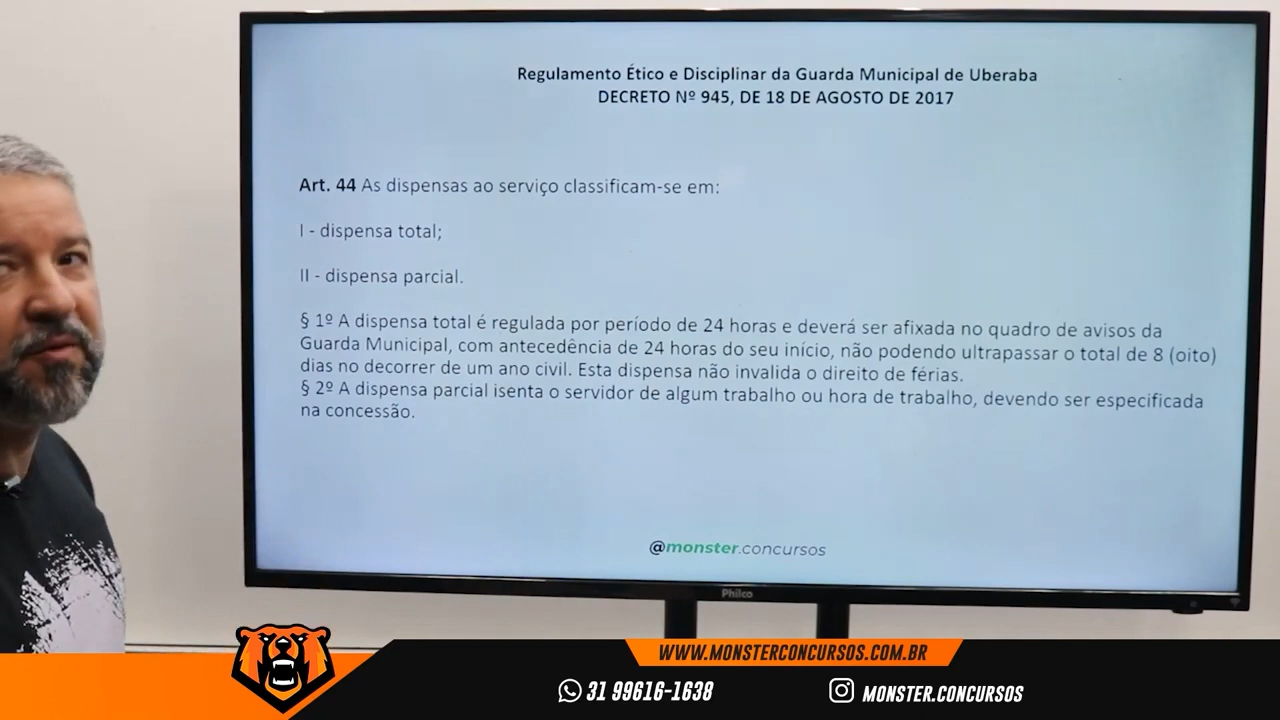 Regulamento Ético e Disciplinar da Guarda Municipal de Uberaba
DECRETO Nº 945, DE 18 DE AGOSTO DE 2017
Art. 44 As dispensas ao serviço classificam-se em:
I - dispensa total;
II - dispensa parcial.
§ 1º A dispensa total é regulada por período de 24 horas e deverá ser afixada no quadro de avisos da
Guarda Municipal, com antecedência de 24 horas do seu início, não podendo ultrapassar o total de 8 (oito)
dias no decorrer de um ano civil. Esta dispensa não invalida o direito de férias.
§ 2º A dispensa parcial isenta o servidor de algum trabalho ou hora de trabalho, devendo ser especificada
na concessão.
@monster.concursos
Philco
WWW.MONSTERCONCURSOS.COM.BR
31 99616-1638
MONSTER.CONCURSOS